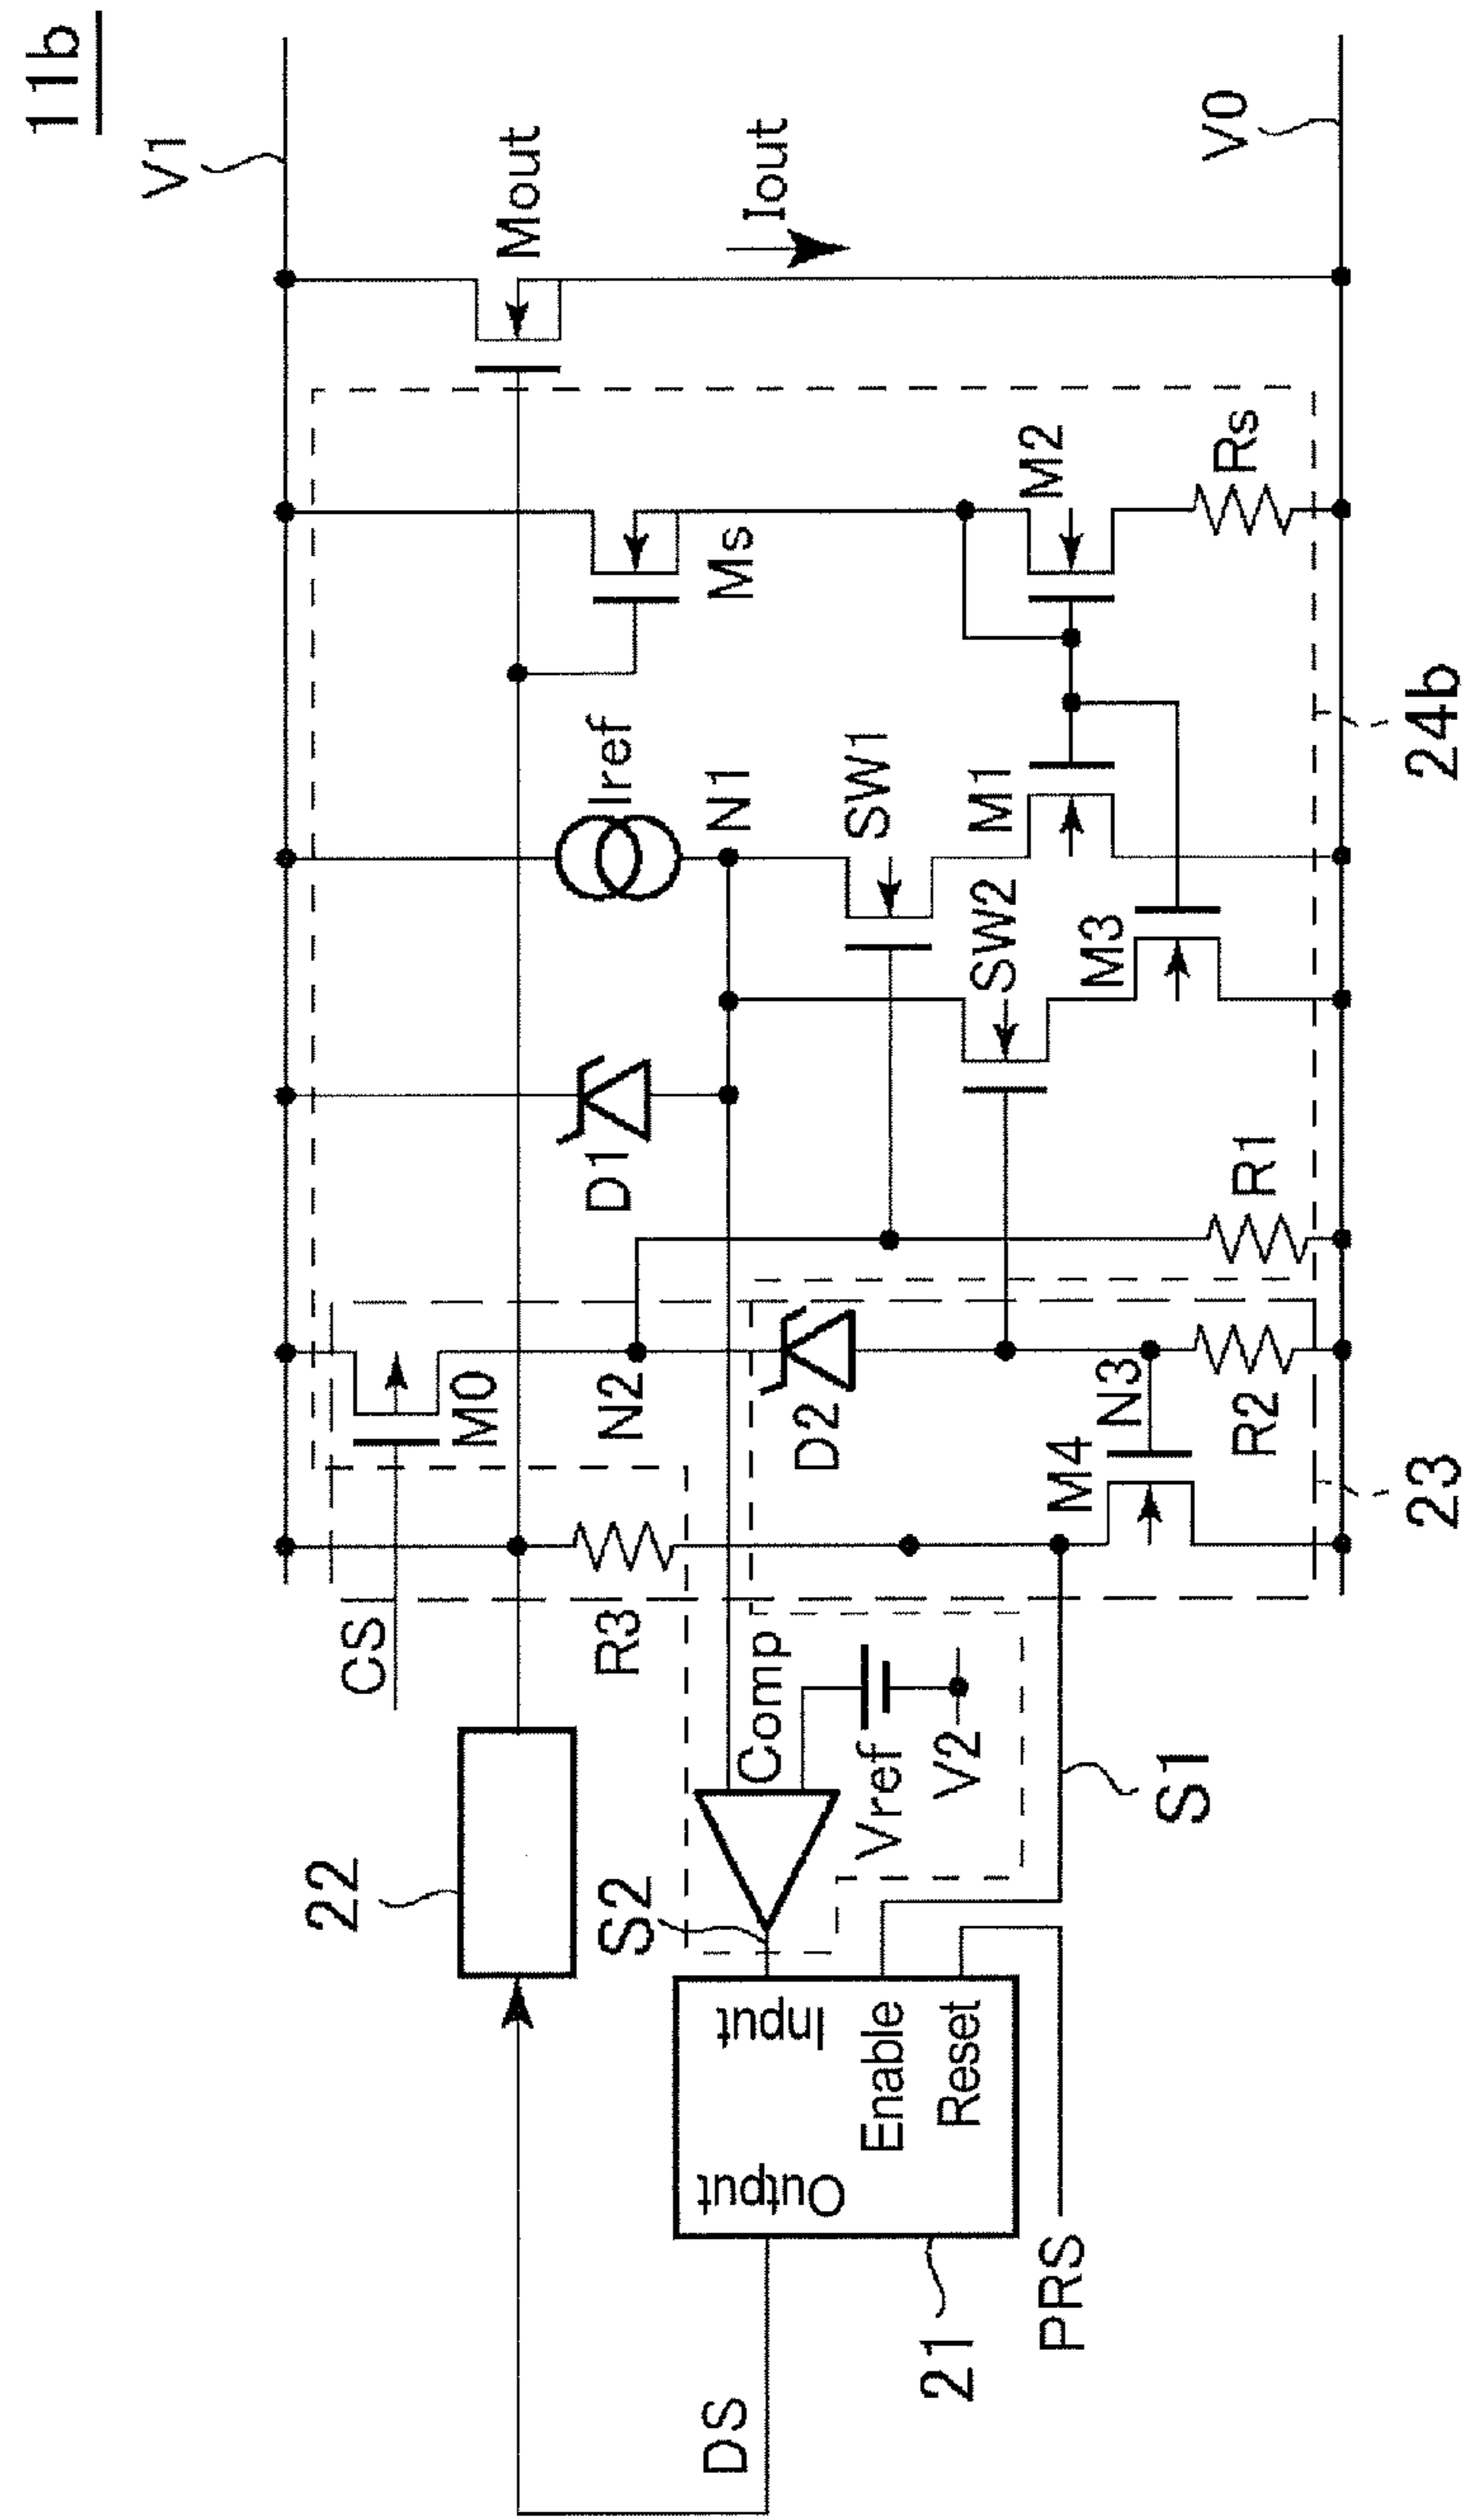 11b
V1
Mout
Iout
V0
Ms
M2
Rs
Iref
N1
SW1
M1
24b
SW2
M3
D1
R1
M0
N2
D2
N3
M4
R2
23
CS
R3
Comp
Vref
V2
S1
22
S2
Input
Enable
Reset
Output
21
PRS
DS